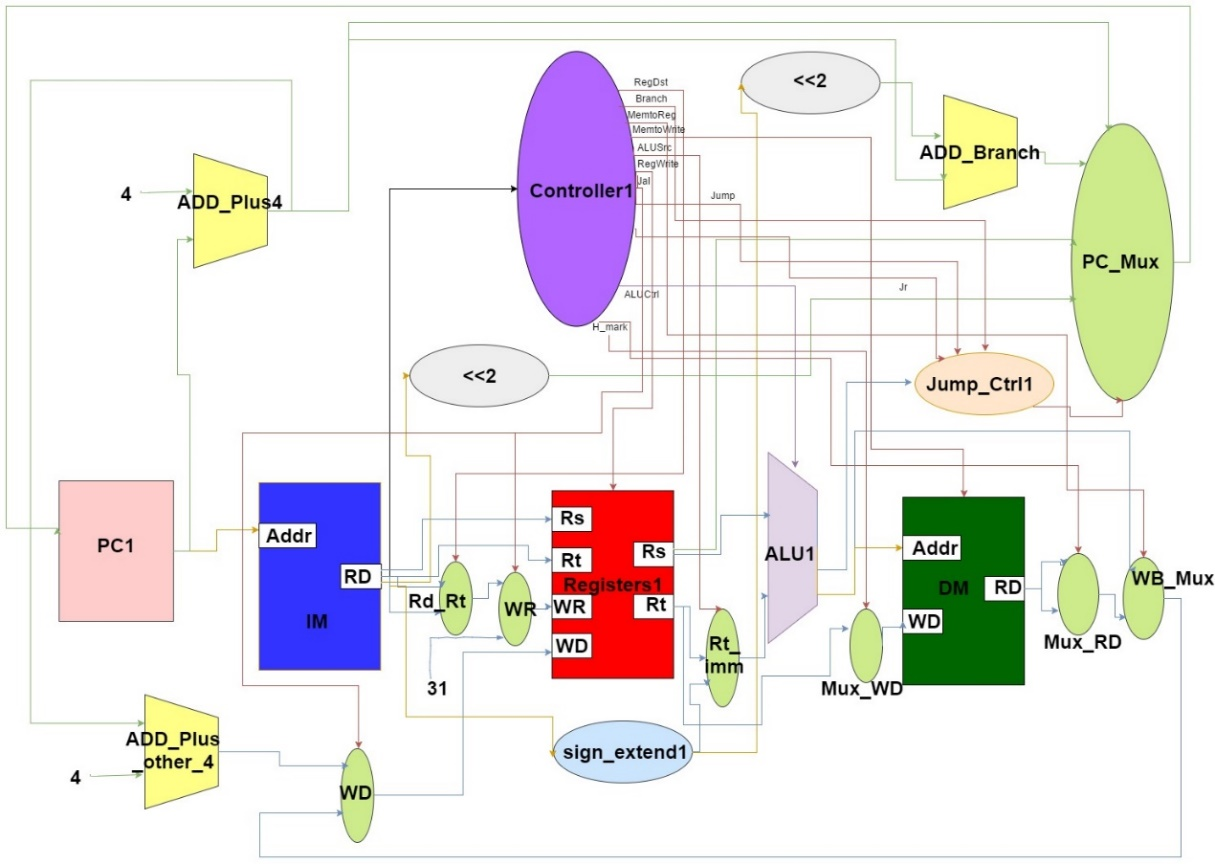 RegDst
<<2
Branch
MemtoReg
MemtoWrite
ALUSrc
ADD_Branch
RegWrite
Jal
4
ADD_Plus4
Controller1
Jump
PC_Mux
Jr
ALUCtrl
H_mark
<<2
Jump_Ctrl1
Rs
Addr
PC1
Rs
Addr
ALU1
Rt
RD
Registers1
DM
RD
WB_Mux
Rd_Rt
WR
WR
Rt
IM
WD
Rt_
imm
Mux_RD
WD
31
Mux_WD
ADD_Plus
_other_4
sign_extend1
4
WD